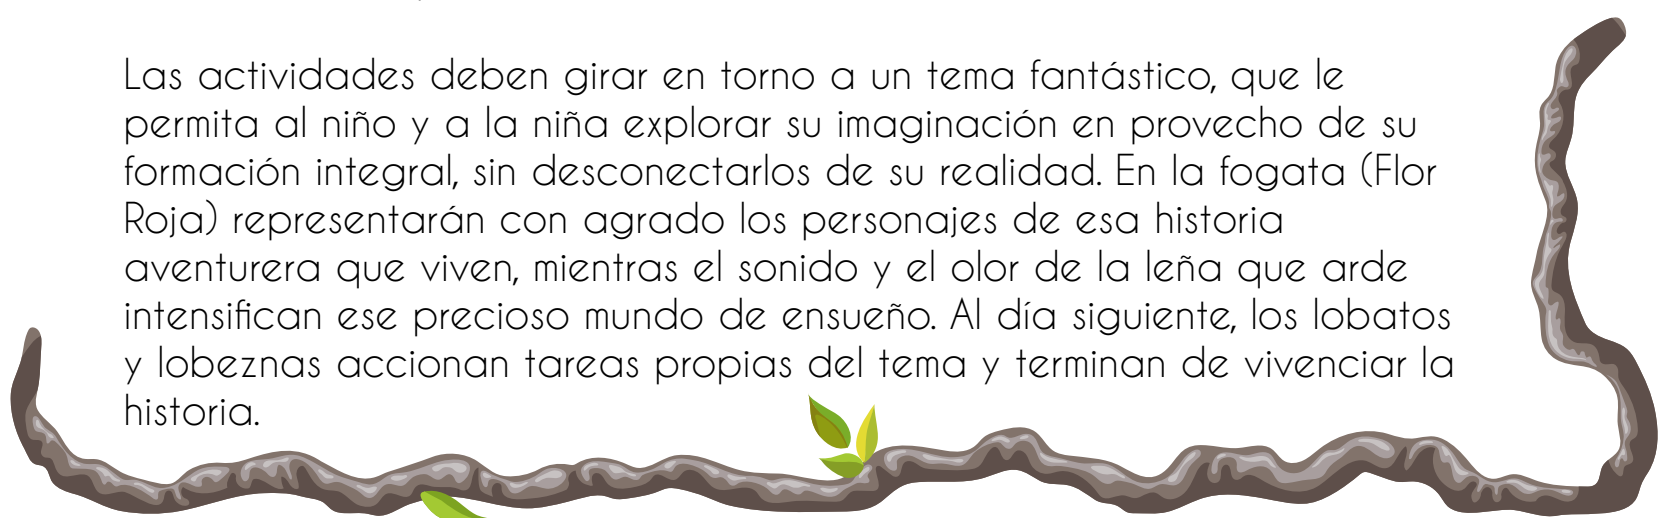 Las actividades deben girar en torno a un tema fantástico, que le
permita al niño y a la niña explorar su imaginación en provecho de su
formación integral, sin desconectarlos de su realidad. En la fogata (Flor
Roja) representarán con agrado los personajes de esa historia
aventurera que viven, mientras el sonido y el olor de la leña que arde
intensifican ese precioso mundo de ensueño. Al día siguiente, los lobatos
y lobeznas accionan tareas propias del tema y terminan de vivenciar la
historia.